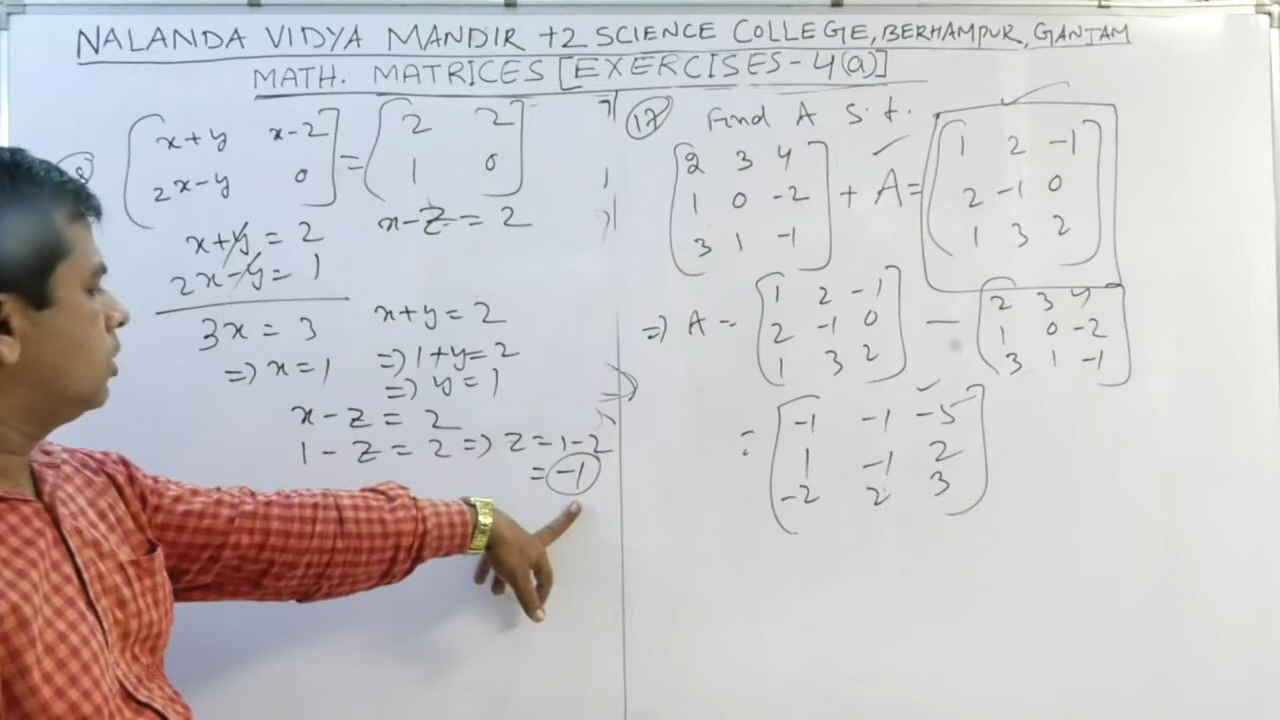 NALANDA VIDYA MANDIR +2 SCIENCE COLLEGE, BERHAMPUR, GANJAM
MATH. MATRICES [EXERCISES-4(a)]
[x+y x-2
2x-y 0] = [2 2
1 0]
x+y = 2 x-z = 2
2x-y = 1
3x = 3
=> x=1
x+y = 2
=> 1+y = 2
=> y = 1
x-z = 2
1-z = 2 => z = 1-2
= -1
17 Find A s.t.
[2 3 4
1 0 -2
3 1 -1] + A = [1 2 -1
2 -1 0
1 3 2]
=> A = [1 2 -1
2 -1 0
1 3 2] - [2 3 4
1 0 -2
3 1 -1]
= [-1 -1 -5
1 -1 2
-2 2 3]